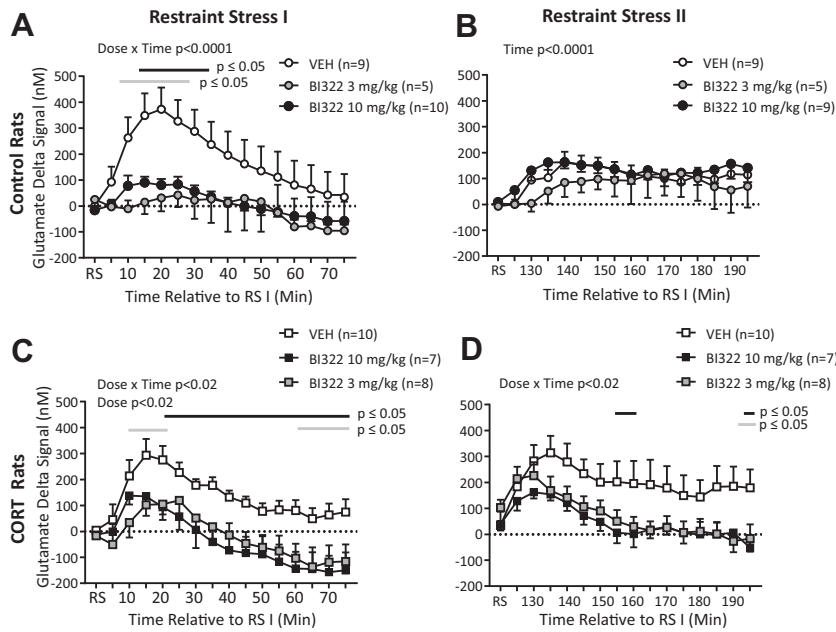 Restraint Stress I
Restraint Stress II
A
Dose x Time p<0.0001
p ≤ 0.05
p ≤ 0.05
VEH (n=9)
BI322 3 mg/kg (n=5)
BI322 10 mg/kg (n=10)
Control Rats
Glutamate Delta Signal (nM)
500
400
300
200
100
0
-100
-200
RS 10 20 30 40 50 60 70
Time Relative to RS I (Min)
B
Time p<0.0001
VEH (n=9)
BI322 3 mg/kg (n=5)
BI322 10 mg/kg (n=9)
500
400
300
200
100
0
-100
-200
RS 130 140 150 160 170 180 190
Time Relative to RS I (Min)
C
VEH (n=10)
BI322 10 mg/kg (n=7)
BI322 3 mg/kg (n=8)
Dose x Time p<0.02
Dose p<0.02
p ≤ 0.05
p ≤ 0.05
CORT Rats
Glutamate Delta Signal (nM)
500
400
300
200
100
0
-100
-200
RS 10 20 30 40 50 60 70
Time Relative to RS I (Min)
D
VEH (n=10)
BI322 10 mg/kg (n=7)
BI322 3 mg/kg (n=8)
Dose x Time p<0.02
p ≤ 0.05
p ≤ 0.05
500
400
300
200
100
0
-100
-200
RS 130 140 150 160 170 180 190
Time Relative to RS I (Min)